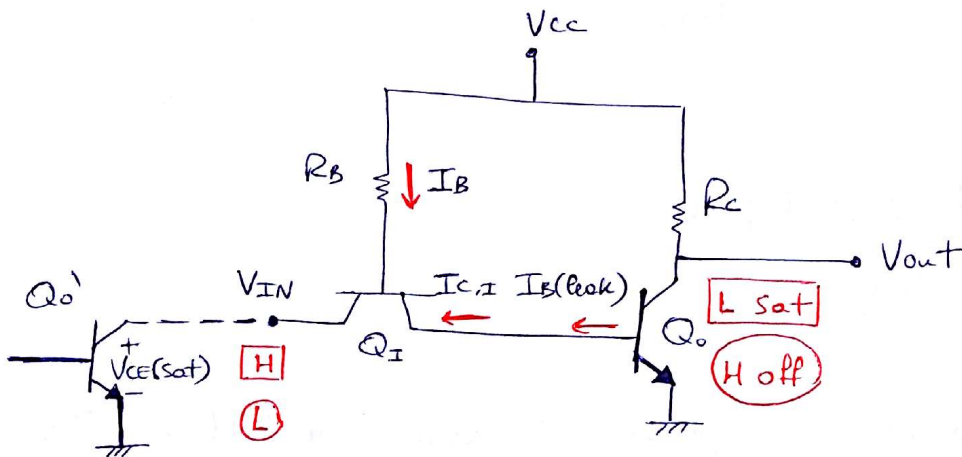 Vcc
RB
IB
Rc
Vout
Qo'
VIN
IC,I IB(leak)
L sat
QI
Qo
H off
+
VCE(sat)
-
H
L